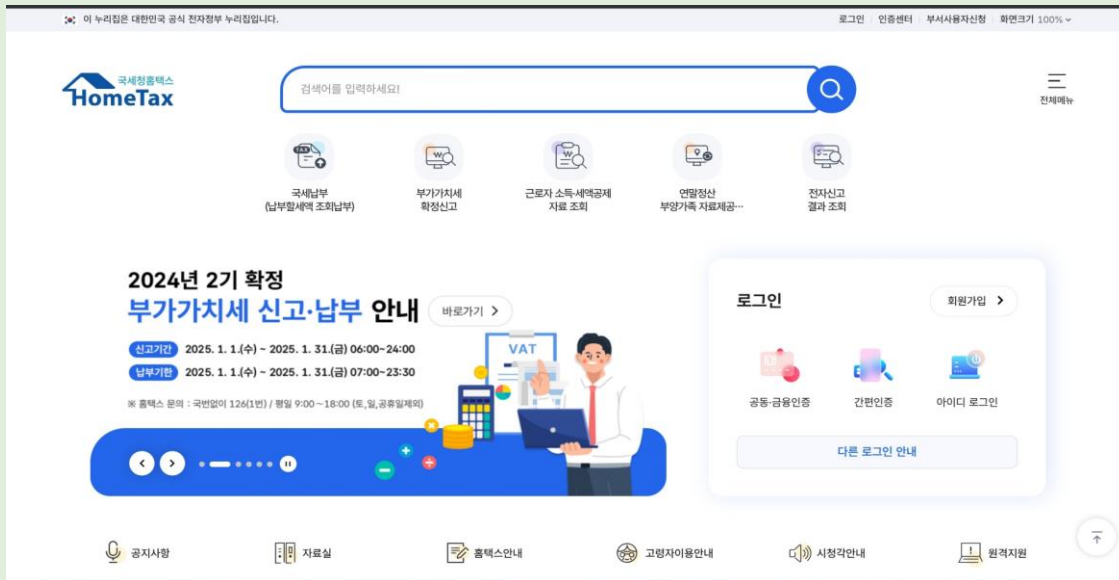 이 누리집은 대한민국 공식 전자정부 누리집입니다.
로그인 인증센터 부서사용자신청 화면크기 100%
국세청홈택스
HomeTax
검색어를 입력하세요!
전체메뉴
TAX
국세납부
(납부할세액 조회납부)
부가가치세
확정신고
근로자 소득·세액공제
자료 조회
연말정산
부양가족 자료제공…
전자신고
결과 조회
2024년 2기 확정
부가가치세 신고·납부 안내
바로가기
신고기간 2025. 1. 1.(수) ~ 2025. 1. 31.(금) 06:00~24:00
납부기한 2025. 1. 1.(수) ~ 2025. 1. 31.(금) 07:00~23:30
※ 홈택스 문의 : 국번없이 126(1번) / 평일 9:00~18:00 (토,일,공휴일제외)
VAT
로그인
회원가입
공동·금융인증
간편인증
아이디 로그인
다른 로그인 안내
공지사항
자료실
홈택스안내
고령자이용안내
시청각안내
원격지원